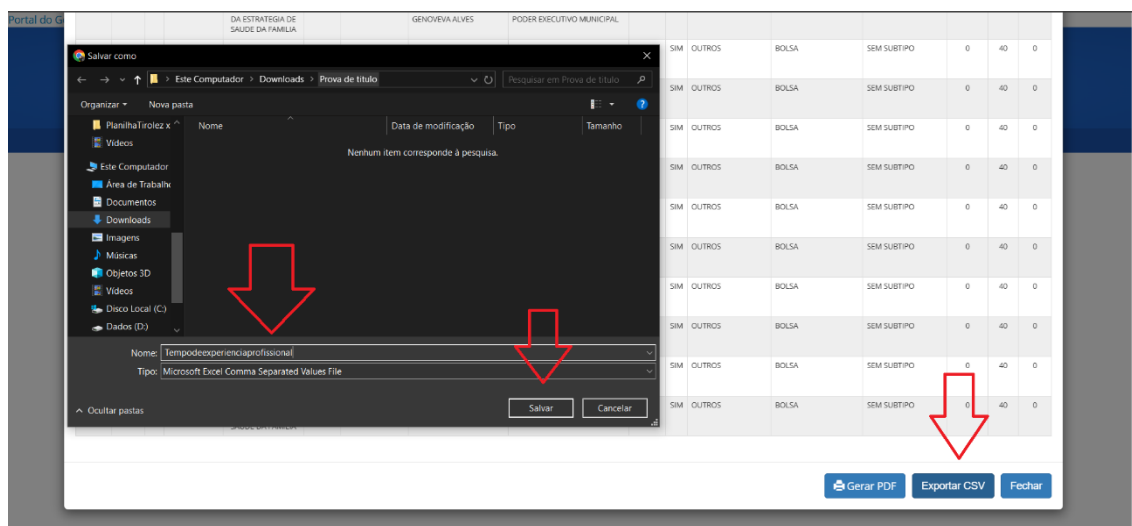 Portal do G
DA ESTRATEGIA DE
SAUDE DA FAMILIA
GENOVEVA ALVES
PODER EXECUTIVO MUNICIPAL
Salvar como
Este Computador > Downloads > Prova de titulo
Pesquisar em Prova de titulo
Organizar
Nova pasta
PlanilhaTirolez x
Vídeos
Este Computador
Área de Trabalho
Documentos
Downloads
Imagens
Músicas
Objetos 3D
Vídeos
Disco Local (C:)
Dados (D:)
Nome Data de modificação Tipo Tamanho
Nenhum item corresponde à pesquisa.
Nome: Tempodeexperienciaprofissional
Tipo: Microsoft Excel Comma Separated Values File
Ocultar pastas
Salvar Cancelar
SIM OUTROS BOLSA SEM SUBTIPO 0 40 0
SIM OUTROS BOLSA SEM SUBTIPO 0 40 0
SIM OUTROS BOLSA SEM SUBTIPO 0 40 0
SIM OUTROS BOLSA SEM SUBTIPO 0 40 0
SIM OUTROS BOLSA SEM SUBTIPO 0 40 0
SIM OUTROS BOLSA SEM SUBTIPO 0 40 0
SIM OUTROS BOLSA SEM SUBTIPO 0 40 0
SIM OUTROS BOLSA SEM SUBTIPO 0 40 0
SIM OUTROS BOLSA SEM SUBTIPO 0 40 0
SIM OUTROS BOLSA SEM SUBTIPO 0 40 0
SAUDE DA FAMILIA
Gerar PDF Exportar CSV Fechar